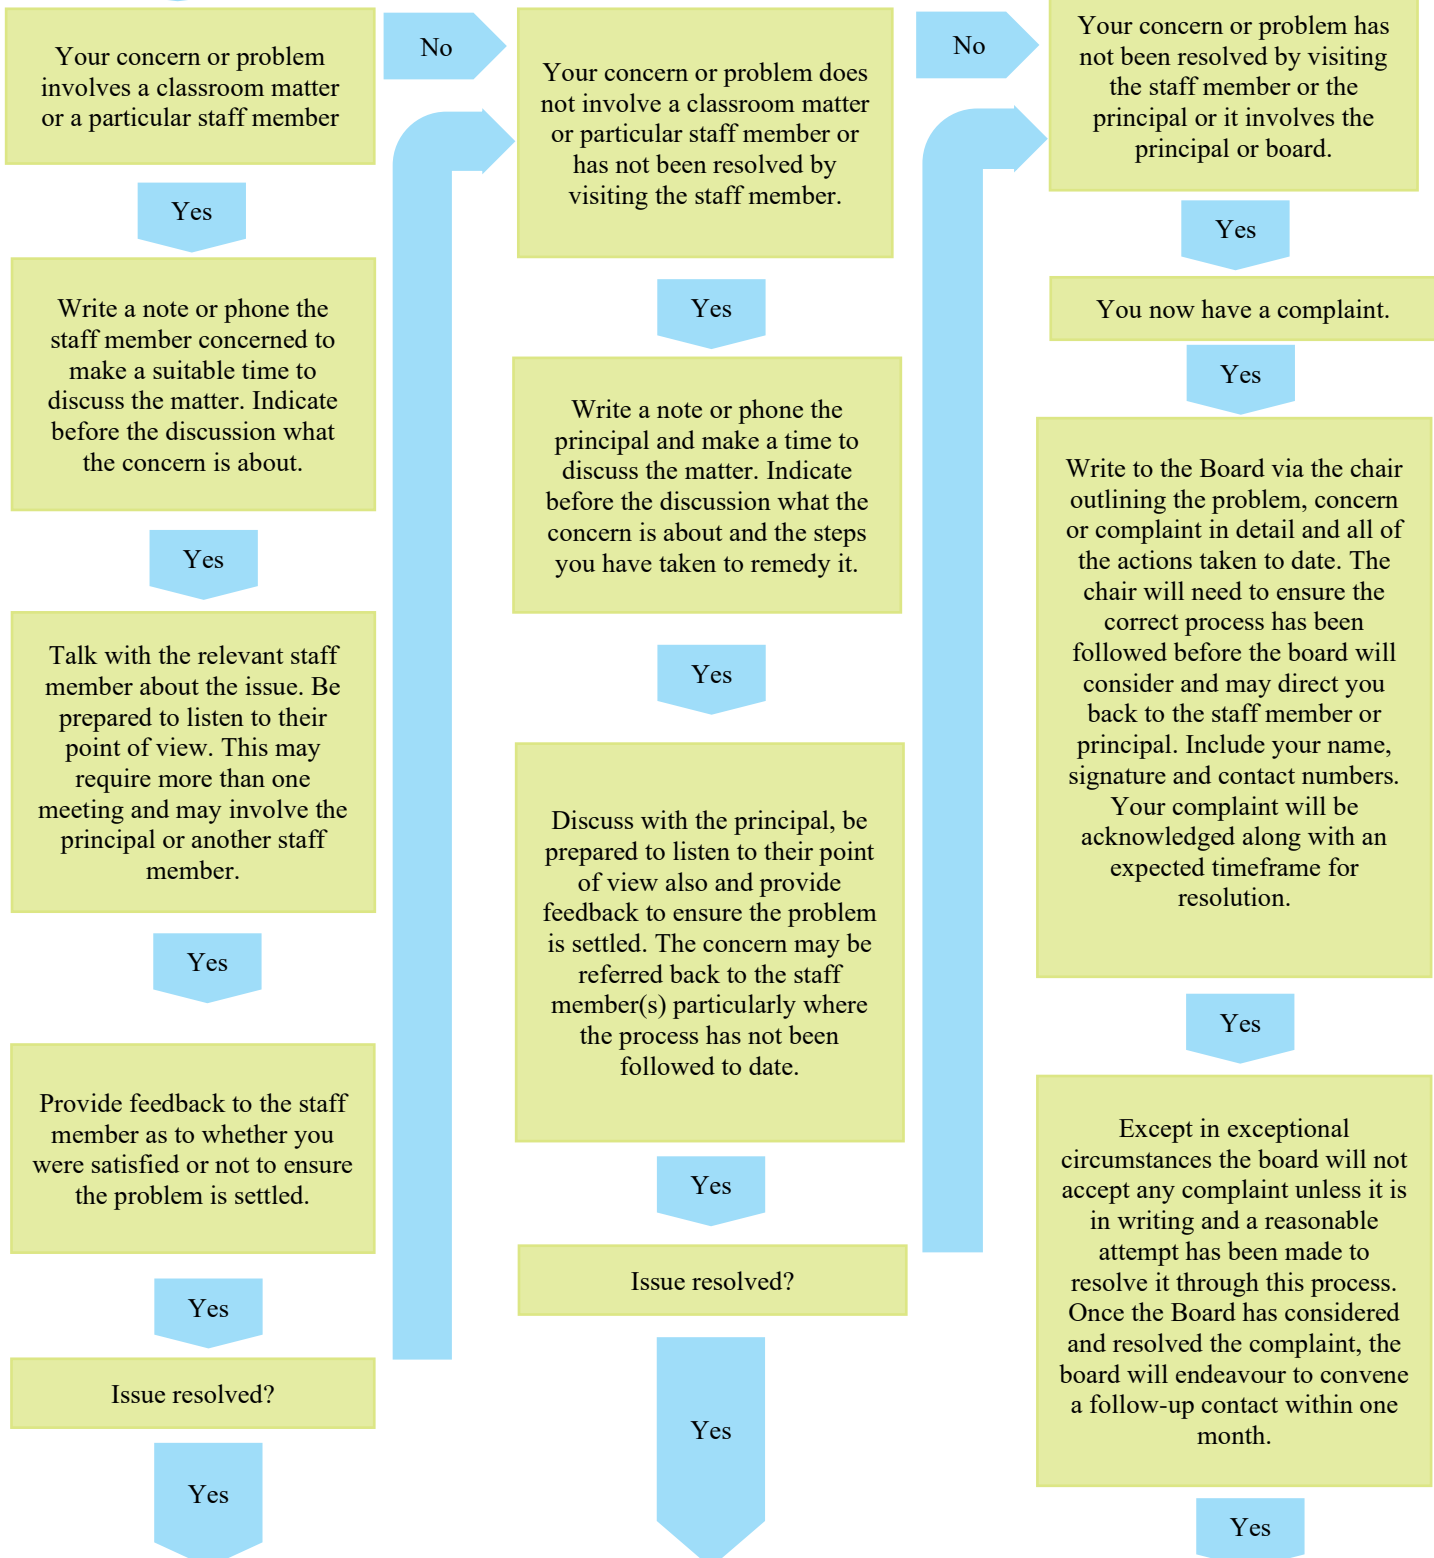 Your concern or problem
involves a classroom matter
or a particular staff member
Yes
Write a note or phone the
staff member concerned to
make a suitable time to
discuss the matter. Indicate
before the discussion what
the concern is about.
Yes
Talk with the relevant staff
member about the issue. Be
prepared to listen to their
point of view. This may
require more than one
meeting and may involve the
principal or another staff
member.
Yes
Provide feedback to the staff
member as to whether you
were satisfied or not to ensure
the problem is settled.
Yes
Issue resolved?
Yes
No
Your concern or problem does
not involve a classroom matter
or particular staff member or
has not been resolved by
visiting the staff member.
Yes
Write a note or phone the
principal and make a time to
discuss the matter. Indicate
before the discussion what the
concern is about and the steps
you have taken to remedy it.
Yes
Discuss with the principal, be
prepared to listen to their point
of view also and provide
feedback to ensure the problem
is settled. The concern may be
referred back to the staff
member(s) particularly where
the process has not been
followed to date.
Yes
Issue resolved?
Yes
No
Your concern or problem has
not been resolved by visiting
the staff member or the
principal or it involves the
principal or board.
Yes
You now have a complaint.
Yes
Write to the Board via the chair
outlining the problem, concern
or complaint in detail and all of
the actions taken to date. The
chair will need to ensure the
correct process has been
followed before the board will
consider and may direct you
back to the staff member or
principal. Include your name,
signature and contact numbers.
Your complaint will be
acknowledged along with an
expected timeframe for
resolution.
Yes
Except in exceptional
circumstances the board will not
accept any complaint unless it is
in writing and a reasonable
attempt has been made to
resolve it through this process.
Once the Board has considered
and resolved the complaint, the
board will endeavour to convene
a follow-up contact within one
month.
Yes